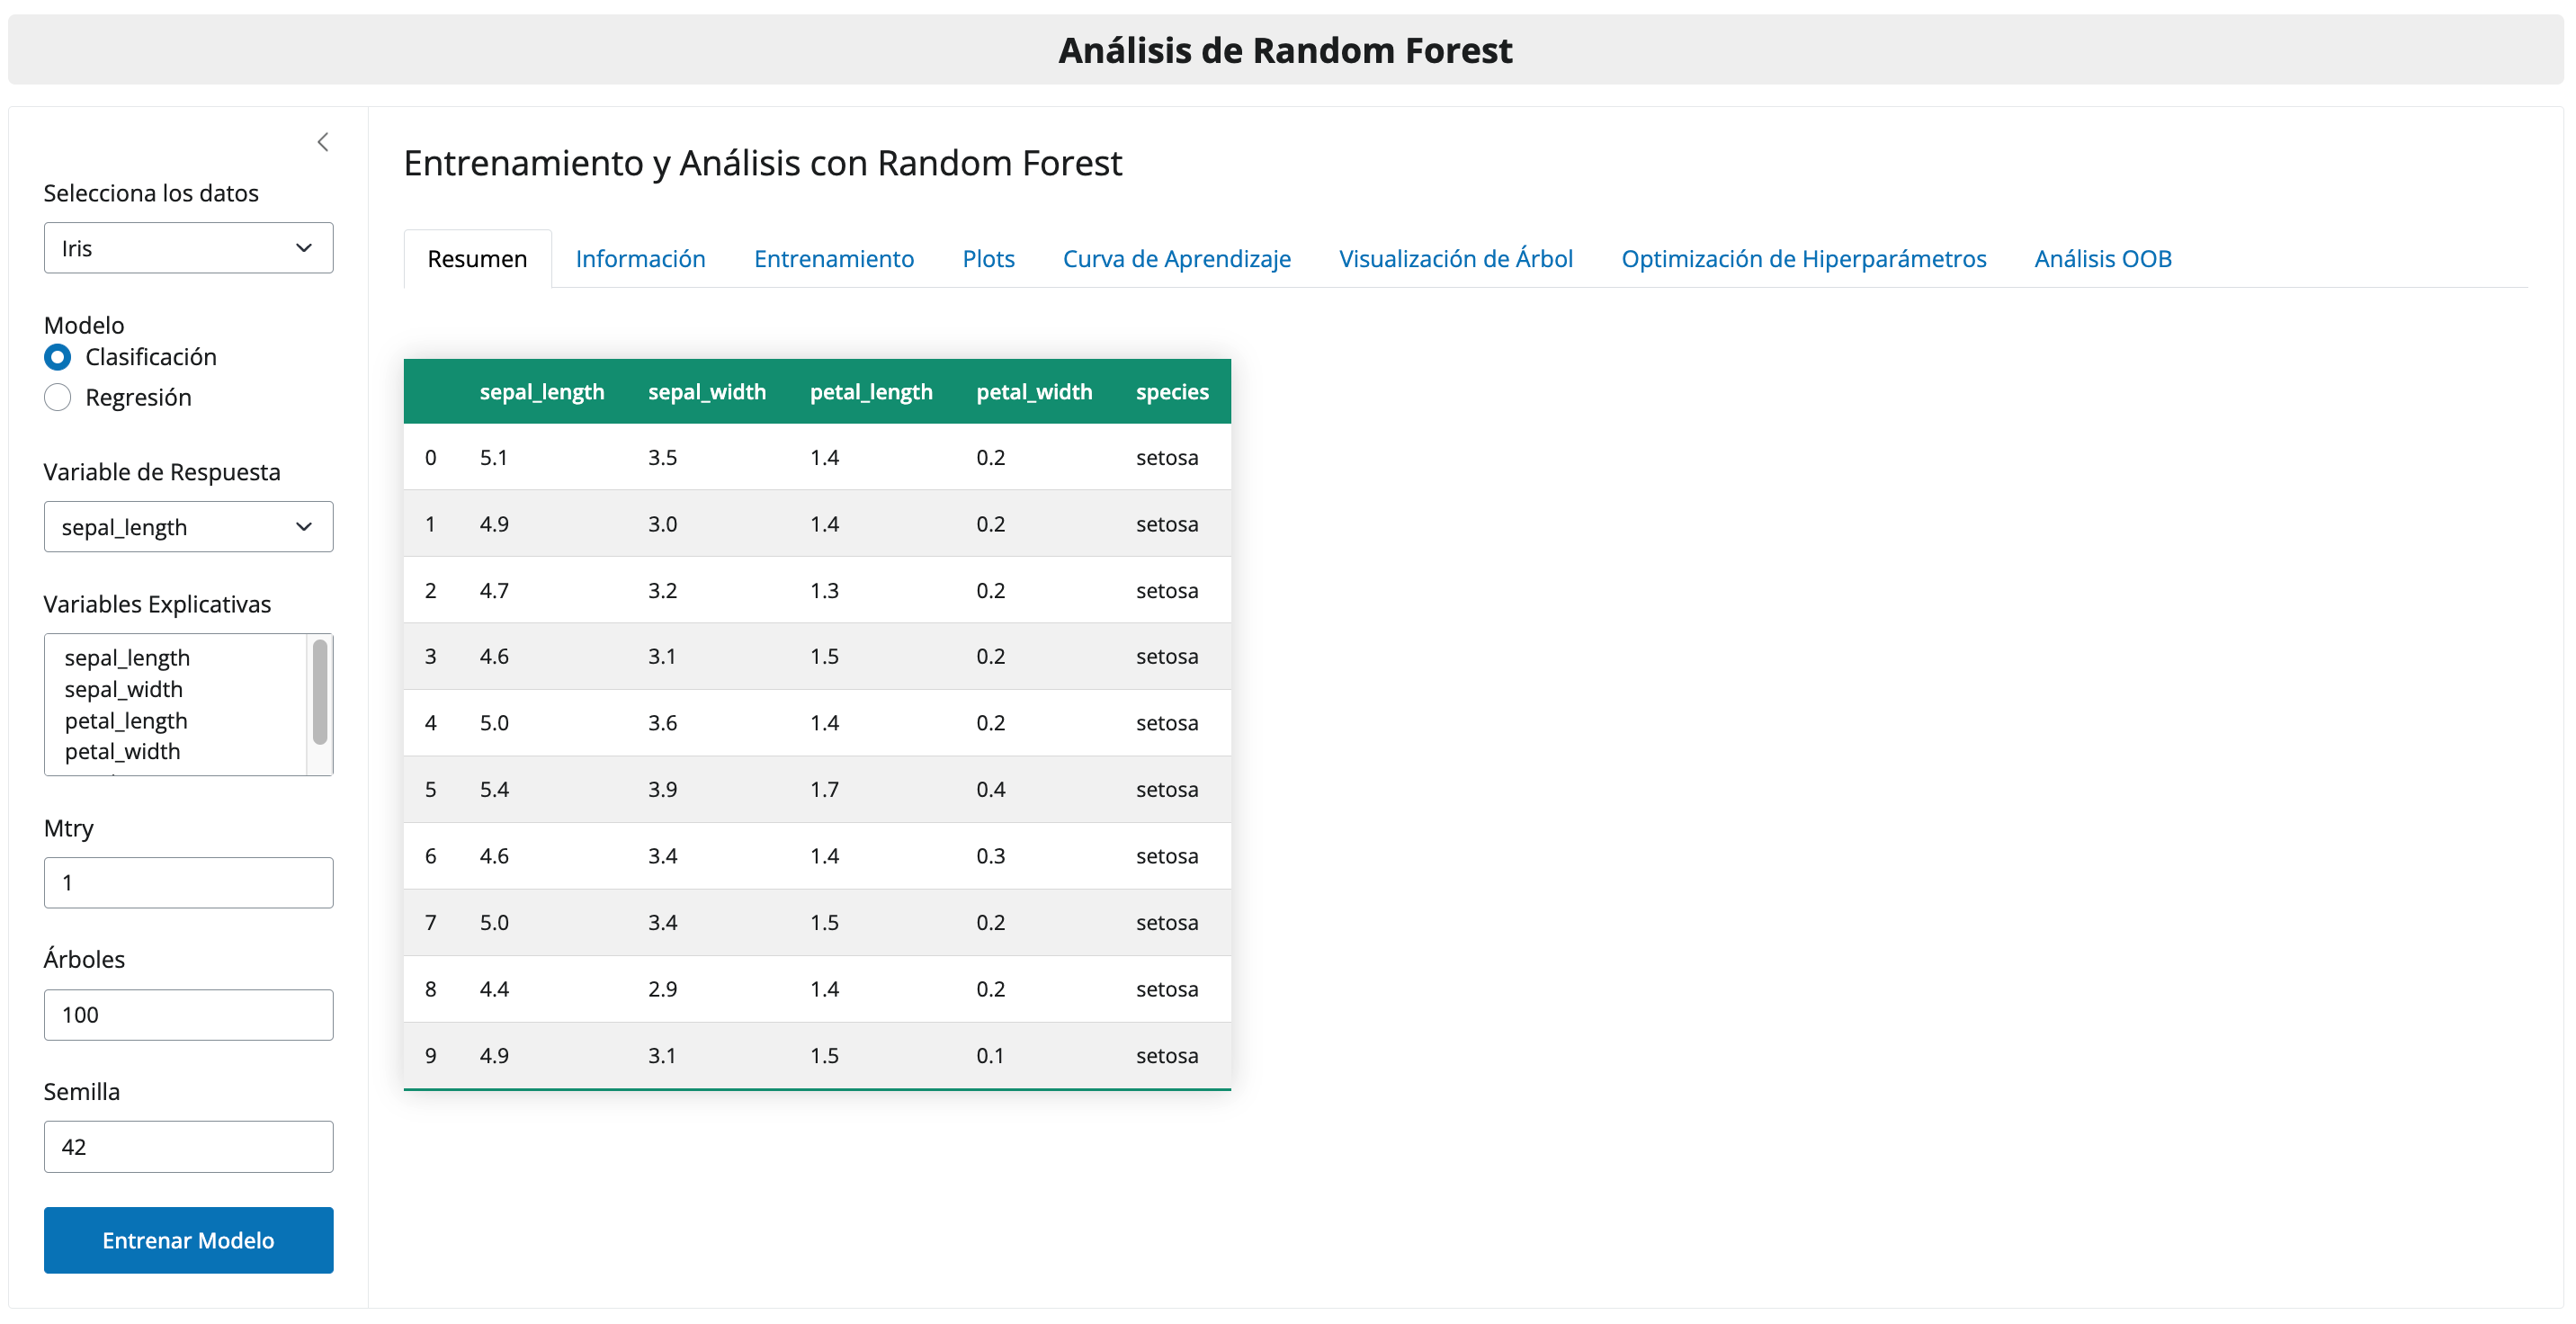 Análisis de Random Forest
Selecciona los datos
Iris
Modelo
Clasificación
Regresión
Variable de Respuesta
sepal_length
Variables Explicativas
sepal_length
sepal_width
petal_length
petal_width
Mtry
1
Árboles
100
Semilla
42
Entrenar Modelo
Entrenamiento y Análisis con Random Forest
Resumen Información Entrenamiento Plots Curva de Aprendizaje Visualización de Árbol Optimización de Hiperparámetros Análisis OOB
sepal_length sepal_width petal_length petal_width species
0 5.1 3.5 1.4 0.2 setosa
1 4.9 3.0 1.4 0.2 setosa
2 4.7 3.2 1.3 0.2 setosa
3 4.6 3.1 1.5 0.2 setosa
4 5.0 3.6 1.4 0.2 setosa
5 5.4 3.9 1.7 0.4 setosa
6 4.6 3.4 1.4 0.3 setosa
7 5.0 3.4 1.5 0.2 setosa
8 4.4 2.9 1.4 0.2 setosa
9 4.9 3.1 1.5 0.1 setosa